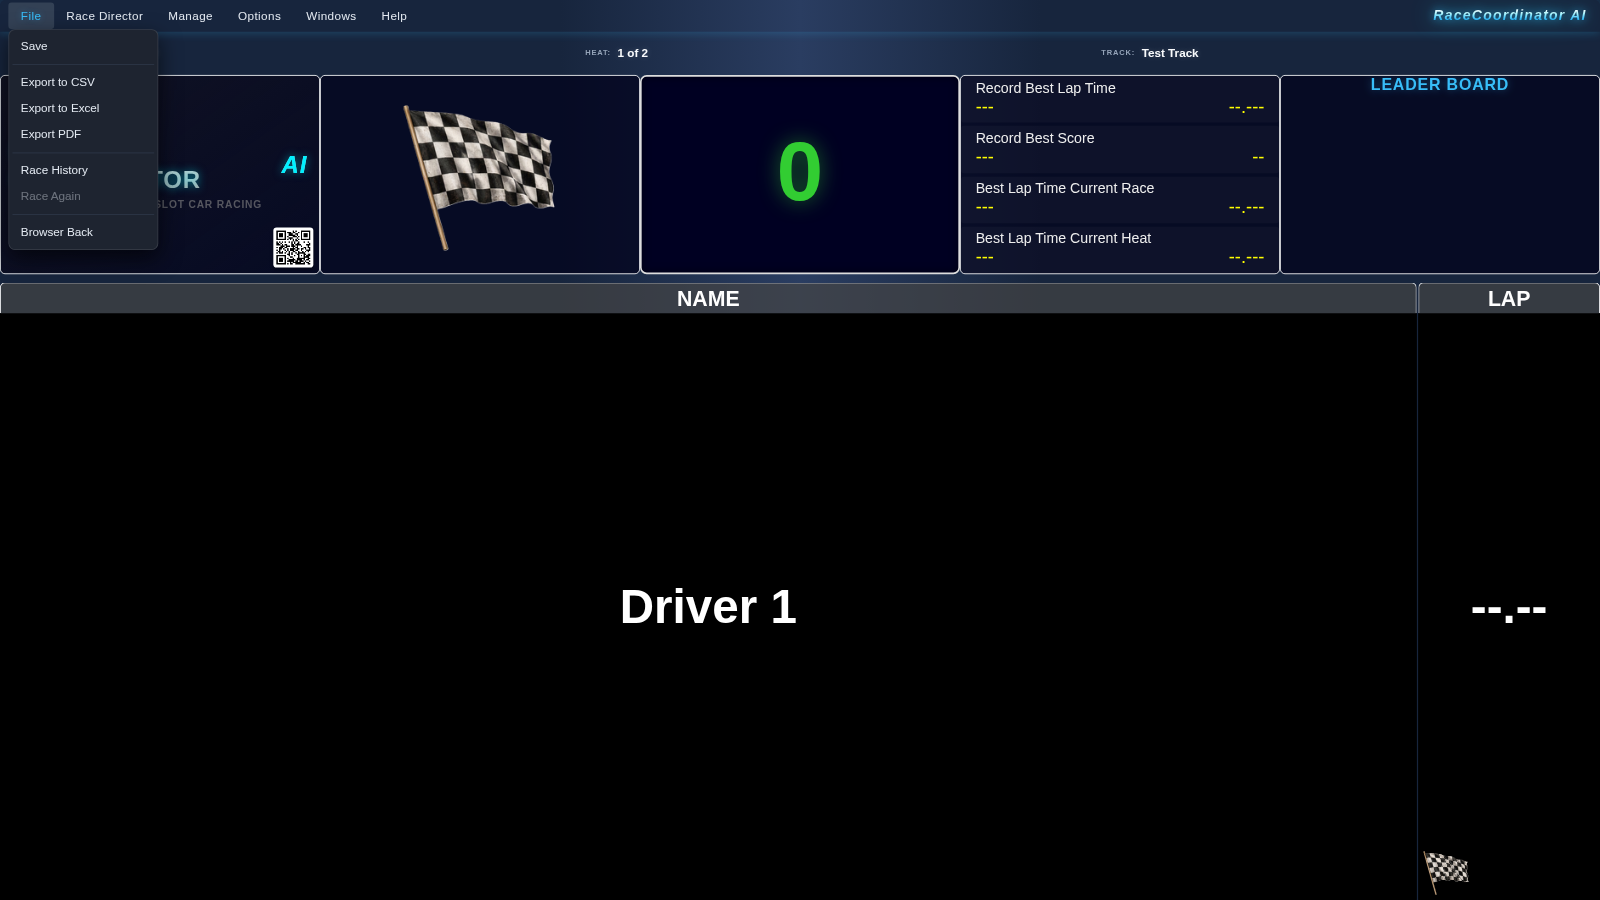 File Race Director Manage Options Windows Help RaceCoordinator AI
HEAT: 1 of 2 TRACK: Test Track
Save
Export to CSV
Export to Excel
Export PDF
Race History
Race Again
Browser Back
AI
TOR
SLOT CAR RACING
0
Record Best Lap Time
--- --.---
Record Best Score
--- --
Best Lap Time Current Race
--- --.---
Best Lap Time Current Heat
--- --.---
LEADER BOARD
NAME LAP
Driver 1 --.--